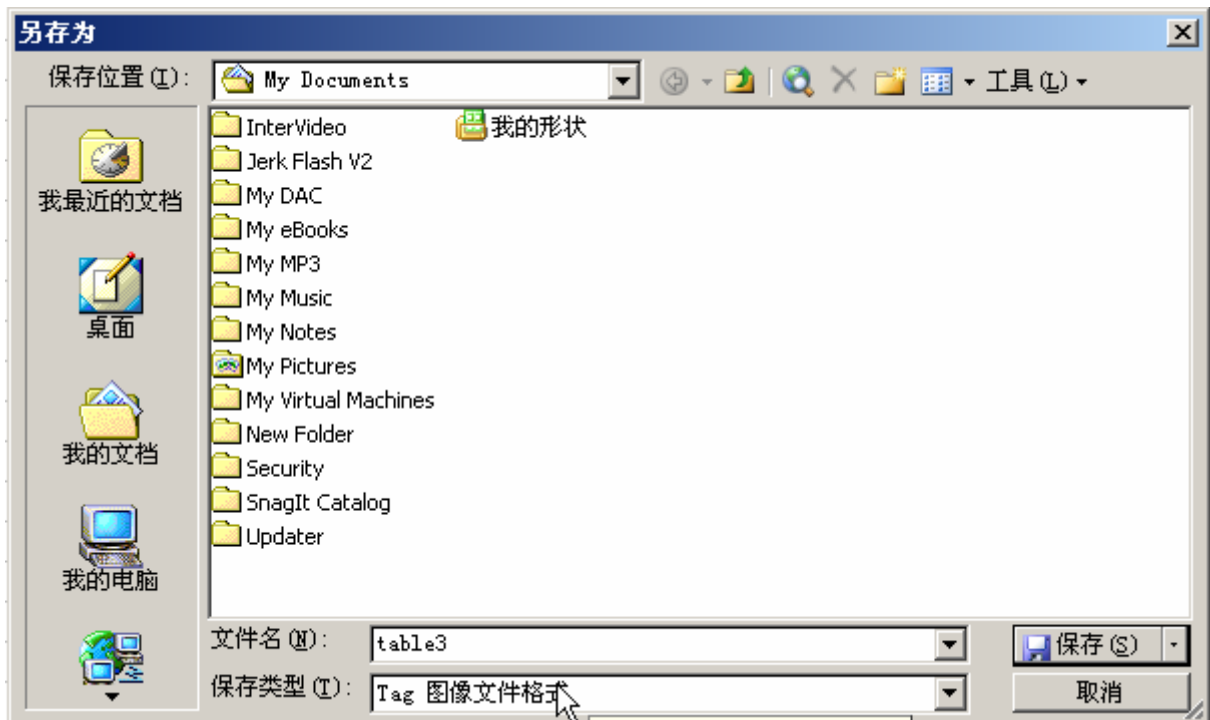 另存为
保存位置(I):
My Documents
工具(L)
我最近的文档
桌面
我的文档
我的电脑
InterVideo
Jerk Flash V2
My DAC
My eBooks
My MP3
My Music
My Notes
My Pictures
My Virtual Machines
New Folder
Security
SnagIt Catalog
Updater
我的形状
文件名(N):
table3
保存(S)
保存类型(T):
Tag 图像文件格式
取消